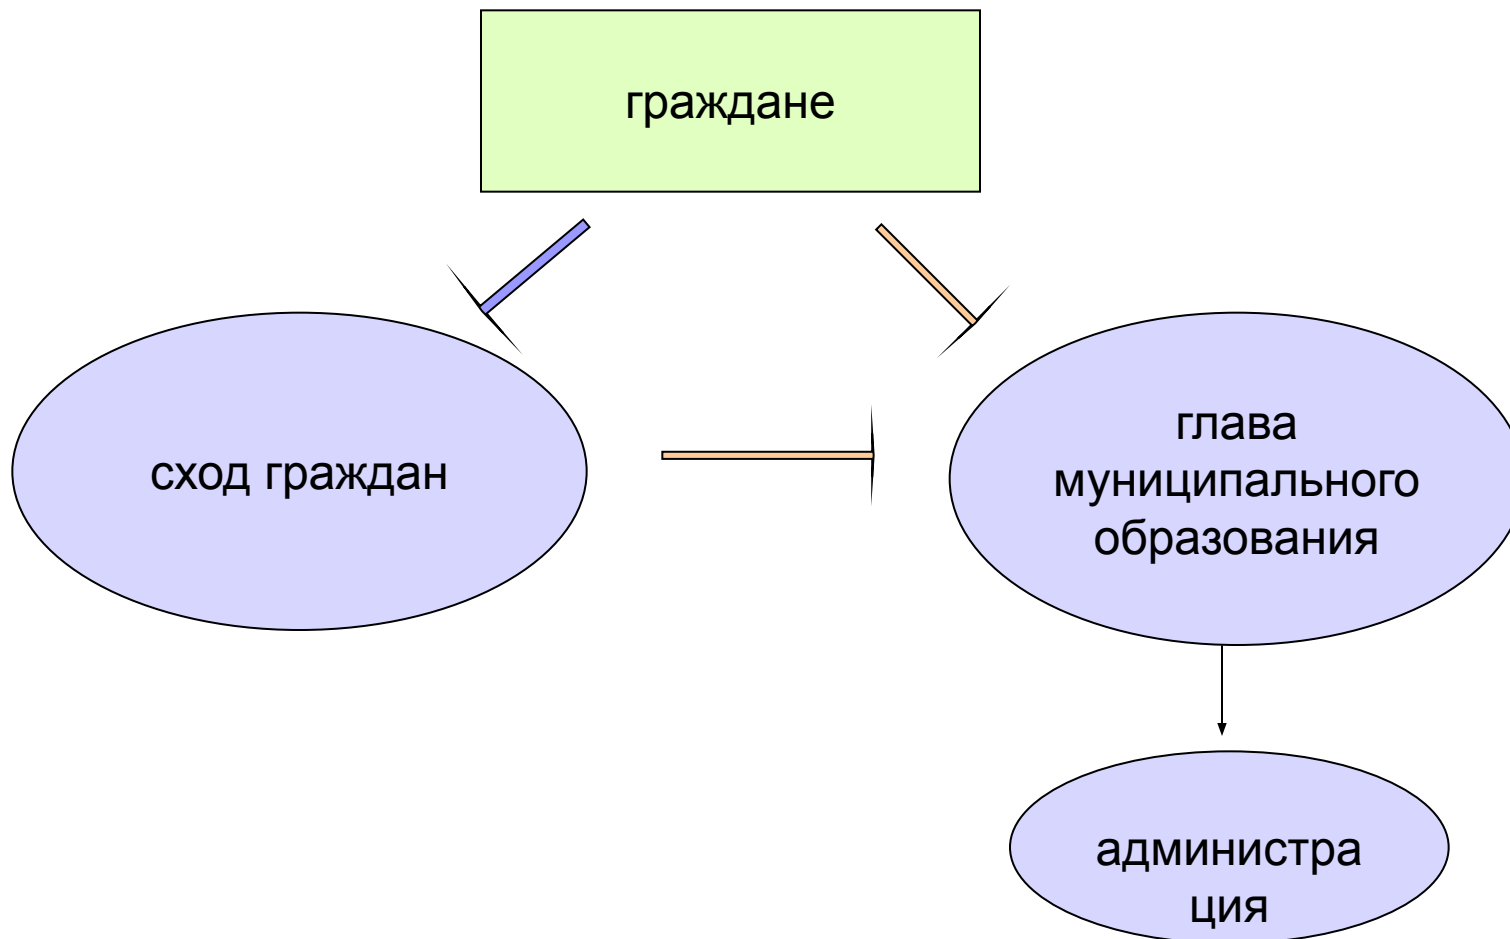 граждане
сход граждан
глава
муниципального
образования
администра
ция